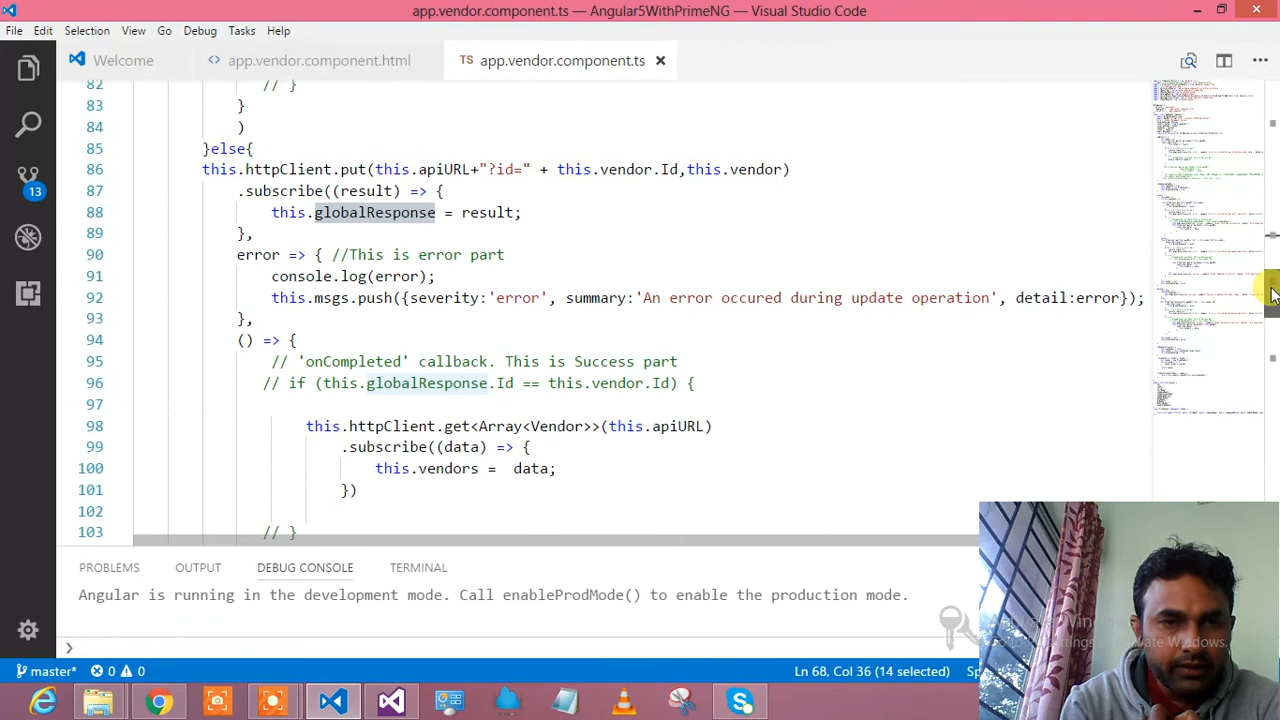 app.vendor.component.ts — Angular5WithPrimeNG — Visual Studio Code
File Edit Selection View Go Debug Tasks Help
Welcome app.vendor.component.html TS app.vendor.component.ts
82 // }
83 }
84 )
85 }else{
86 this.httpClient.put(this.apiURL "?id=" + this.vendor.Id,this.vendor)
87 .subscribe((result) => {
88 this.globalResponse = result;
89 },
90 error => //This is error part
91 console.log(error);
92 this.msgs.push({severity:'error', summary:'An error occured during update operation', detail:error});
93 },
94 () => {
95 // 'onCompleted' callback. This is Successpart
96 // if (this.globalResponse.Id == this.vendor.Id) {
97
98 this.httpClient.get<Array<Vendor>>(this.apiURL)
99 .subscribe((data) => {
100 this.vendors = data;
101 })
102
103 // }
PROBLEMS OUTPUT DEBUG CONSOLE TERMINAL
Angular is running in the development mode. Call enableProdMode() to enable the production mode.
13
master* 0 0 Ln 68, Col 36 (14 selected)